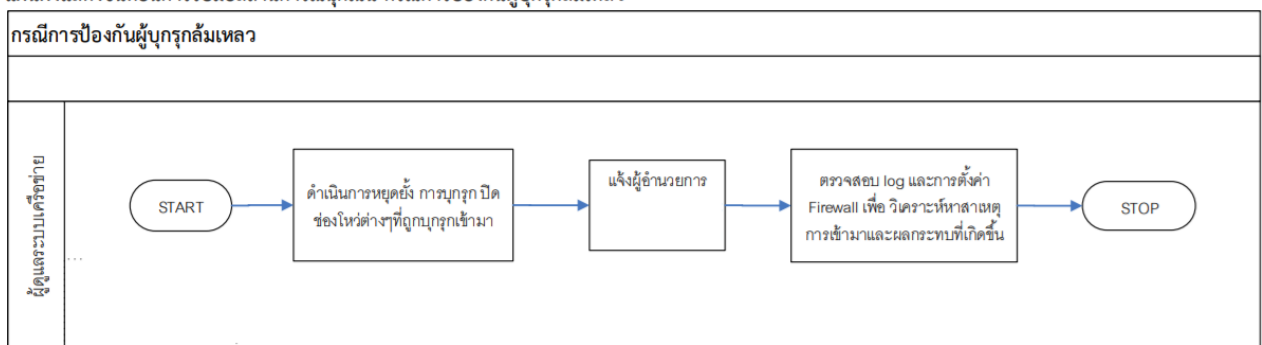 กรณีการป้องกันผู้บุกรุกล้มเหลว
ผู้ดูแลระบบเครือข่าย
START
ดำเนินการหยุดยั้ง การบุกรุก ปิด
ช่องโหว่ต่างๆที่ถูกบุกรุกเข้ามา
แจ้งผู้อำนวยการ
ตรวจสอบ log และการตั้งค่า
Firewall เพื่อ วิเคราะห์หาสาเหตุ
การเข้ามาและผลกระทบที่เกิดขึ้น
STOP